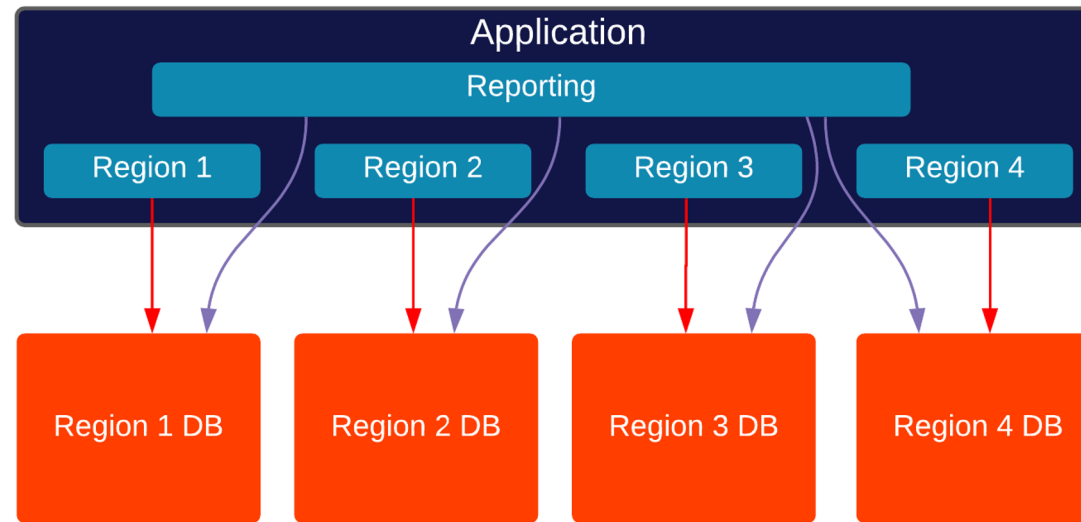 Application
Reporting
Region 1
Region 2
Region 3
Region 4
Region 1 DB
Region 2 DB
Region 3 DB
Region 4 DB